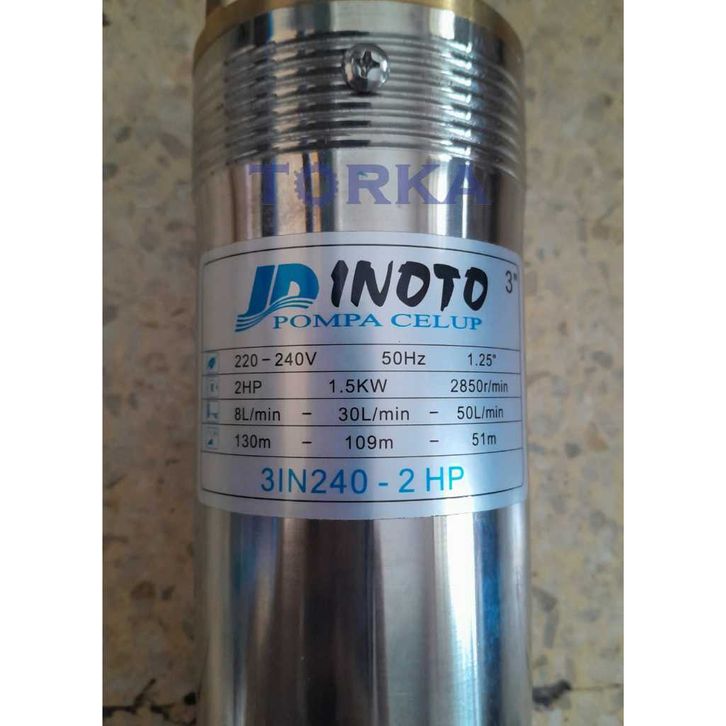 TORKA
JD INOTO 3"
POMPA CELUP
220-240V 50Hz 1.25"
2HP 1.5KW 2850r/min
8L/min - 30L/min - 50L/min
130m - 109m - 51m
3IN240 - 2 HP